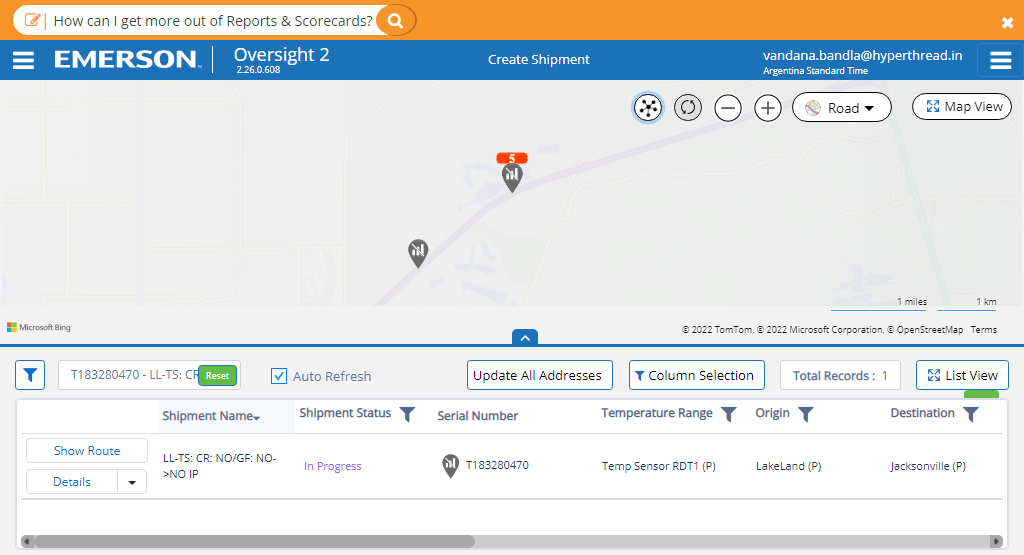 How can I get more out of Reports & Scorecards?
EMERSON
Oversight 2
2.26.0.608
Create Shipment
vandana.bandla@hyperthread.in
Argentina Standard Time
Road
Map View
5
1 miles
1 km
Microsoft Bing
© 2022 TomTom, © 2022 Microsoft Corporation, © OpenStreetMap Terms
T183280470 - LL-TS: CR
Reset
Auto Refresh
Update All Addresses
Column Selection
Total Records : 1
List View
Shipment Name
Shipment Status
Serial Number
Temperature Range
Origin
Destination
Show Route
Details
LL-TS: CR: NO/GF: NO-
>NO IP
In Progress
T183280470
Temp Sensor RDT1 (P)
LakeLand (P)
Jacksonville (P)